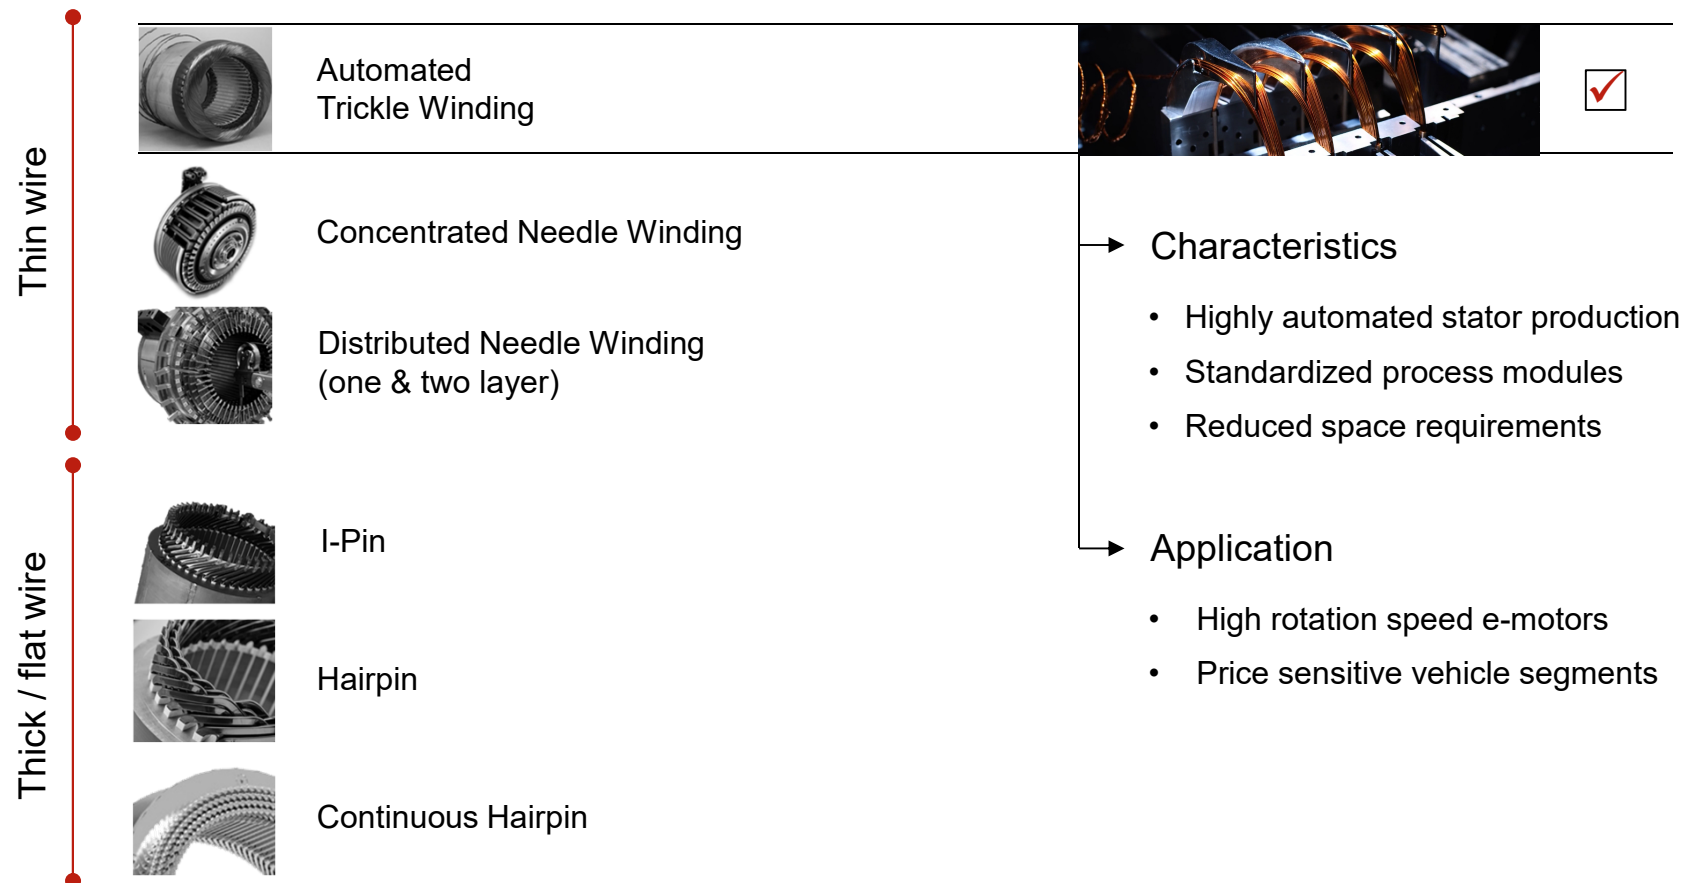 Thin wire
Automated
Trickle Winding
Concentrated Needle Winding
Distributed Needle Winding
(one & two layer)
Thick / flat wire
I-Pin
Hairpin
Continuous Hairpin
Characteristics
• Highly automated stator production
• Standardized process modules
• Reduced space requirements
Application
• High rotation speed e-motors
• Price sensitive vehicle segments